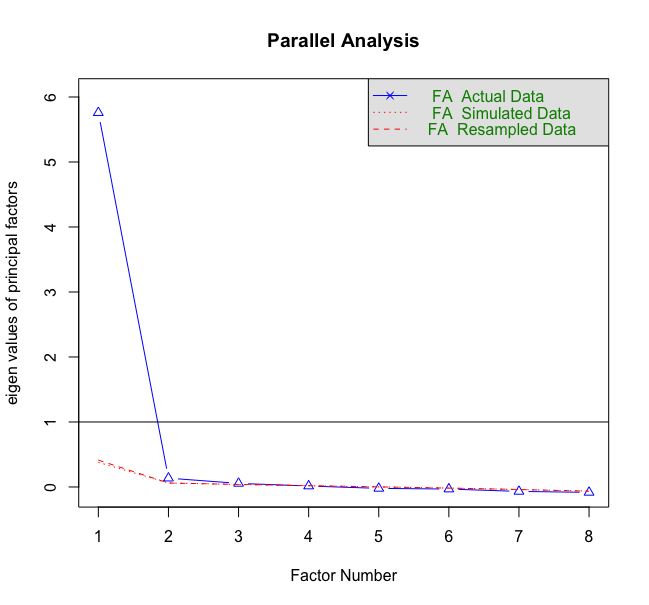 Parallel Analysis
FA Actual Data
FA Simulated Data
FA Resampled Data
eigen values of principal factors
6
5
4
3
2
1
0
1 2 3 4 5 6 7 8
Factor Number